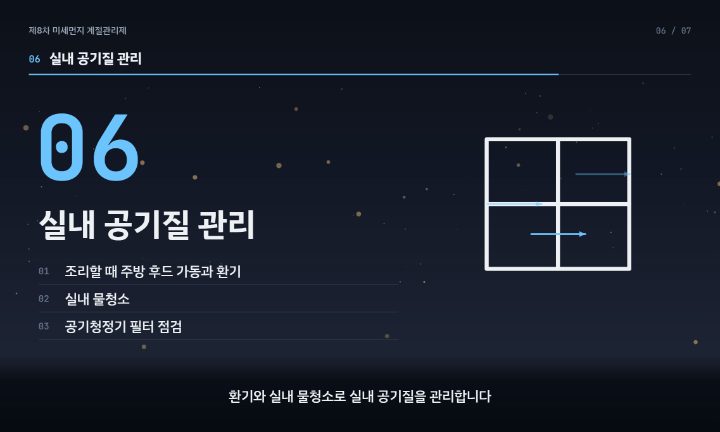 제8차 미세먼지 계절관리제
06 / 07
06 실내 공기질 관리
06
실내 공기질 관리
01 조리할 때 주방 후드 가동과 환기
02 실내 물청소
03 공기청정기 필터 점검
환기와 실내 물청소로 실내 공기질을 관리합니다